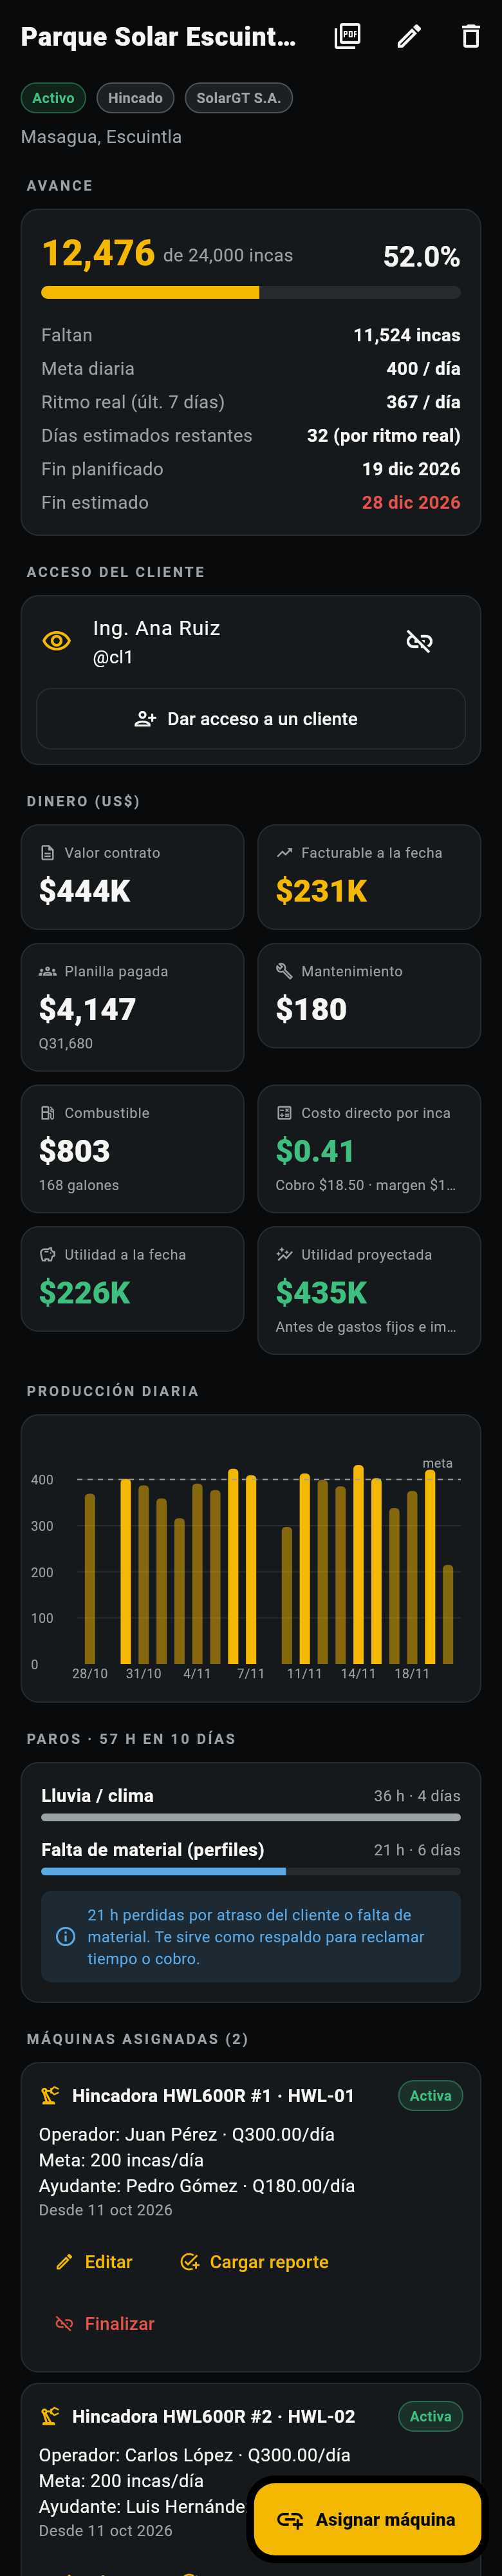 Parque Solar Escuint...
Activo
Hincado
SolarGT S.A.
Masagua, Escuintla
AVANCE
12,476 de 24,000 incas
52.0%
Faltan
11,524 incas
Meta diaria
400 / día
Ritmo real (últ. 7 días)
367 / día
Días estimados restantes
32 (por ritmo real)
Fin planificado
19 dic 2026
Fin estimado
28 dic 2026
ACCESO DEL CLIENTE
Ing. Ana Ruiz
@cl1
Dar acceso a un cliente
DINERO (US$)
Valor contrato
$444K
Facturable a la fecha
$231K
Planilla pagada
$4,147
Q31,680
Mantenimiento
$180
Combustible
$803
168 galones
Costo directo por inca
$0.41
Cobro $18.50 · margen $1...
Utilidad a la fecha
$226K
Utilidad proyectada
$435K
Antes de gastos fijos e im...
PRODUCCIÓN DIARIA
meta
400
300
200
100
0
28/10
31/10
4/11
7/11
11/11
14/11
18/11
PAROS · 57 H EN 10 DÍAS
Lluvia / clima
36 h · 4 días
Falta de material (perfiles)
21 h · 6 días
21 h perdidas por atraso del cliente o falta de
material. Te sirve como respaldo para reclamar
tiempo o cobro.
MÁQUINAS ASIGNADAS (2)
Hincadora HWL600R #1 · HWL-01
Activa
Operador: Juan Pérez · Q300.00/día
Meta: 200 incas/día
Ayudante: Pedro Gómez · Q180.00/día
Desde 11 oct 2026
Editar
Cargar reporte
Finalizar
Hincadora HWL600R #2 · HWL-02
Activa
Operador: Carlos López · Q300.00/día
Meta: 200 incas/día
Ayudante: Luis Hernánde
Desde 11 oct 2026
Asignar máquina